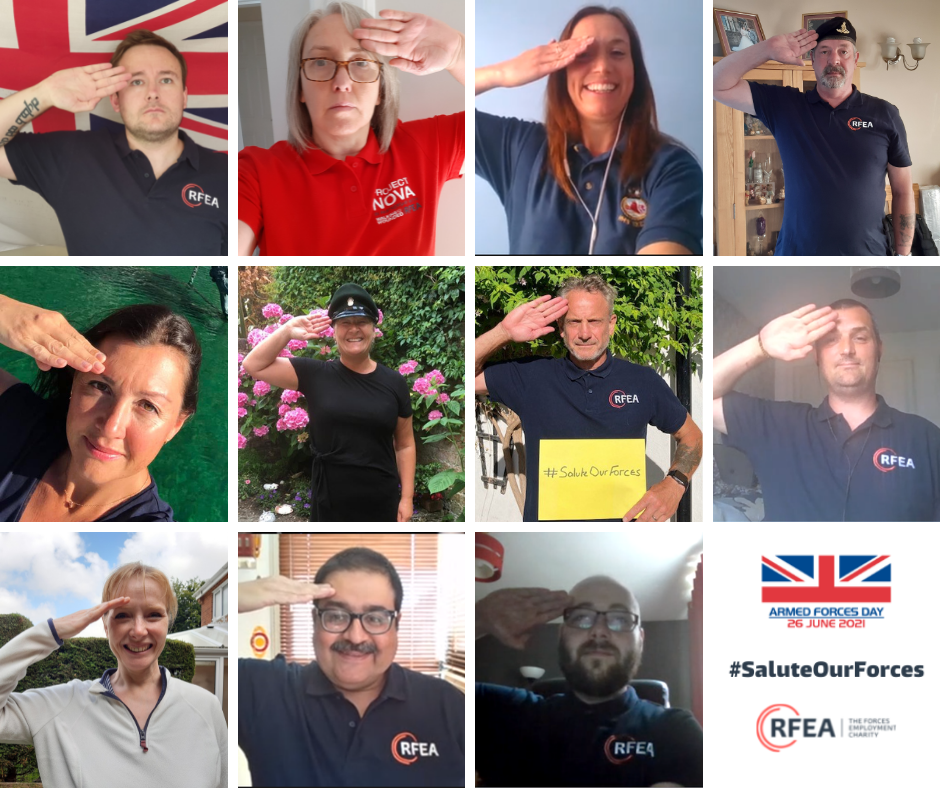 RFEA
PROJECT
NOVA
RFEA
#SaluteOurForces
RFEA
RFEA
RFEA
RFEA
ARMED FORCES DAY
26 JUNE 2021
#SaluteOurForces
RFEA
THE FORCES
EMPLOYMENT
CHARITY